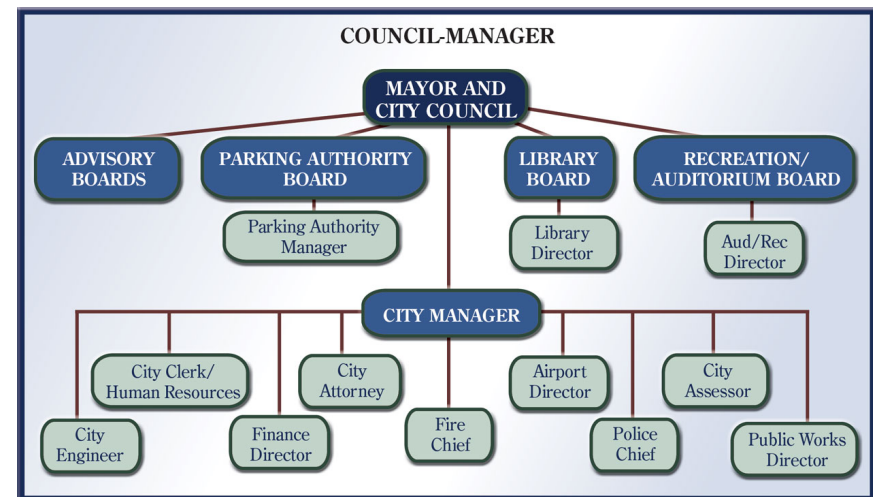 COUNCIL-MANAGER
MAYOR AND
CITY COUNCIL
ADVISORY
BOARDS
PARKING AUTHORITY
BOARD
LIBRARY
BOARD
RECREATION/
AUDITORIUM BOARD
Parking Authority
Manager
Library
Director
Aud/Rec
Director
CITY MANAGER
City Clerk/
Human Resources
City
Attorney
Airport
Director
City
Assessor
City
Engineer
Finance
Director
Fire
Chief
Police
Chief
Public Works
Director